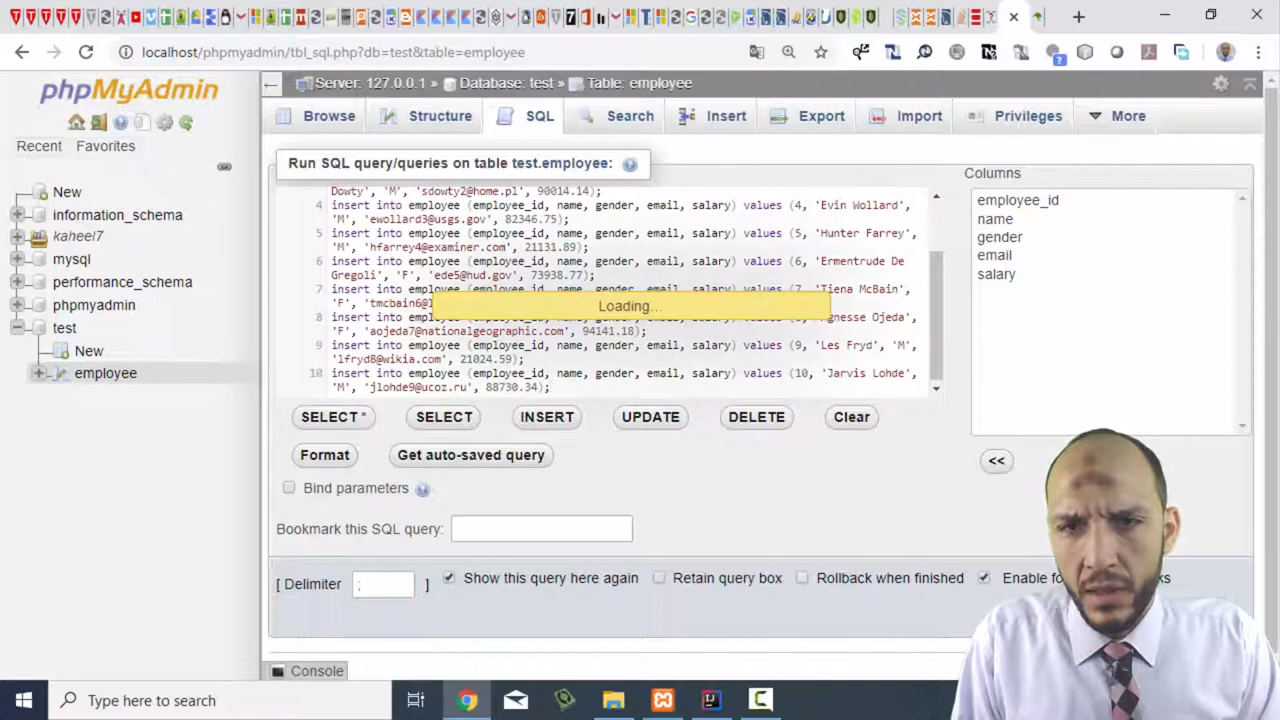 localhost/phpmyadmin/tbl_sql.php?db=test&table=employee
phpMyAdmin
Recent Favorites
New
information_schema
kaheel7
mysql
performance_schema
phpmyadmin
test
New
employee
Server: 127.0.0.1 » Database: test » Table: employee
Browse Structure SQL Search Insert Export Import Privileges More
Run SQL query/queries on table test.employee:
Dowty', 'M', 'sdowty2@home.pl', 90014.14);
4 insert into employee (employee_id, name, gender, email, salary) values (4, 'Evin Wollard',
'M', 'ewollard3@usgs.gov', 82346.75);
5 insert into employee (employee_id, name, gender, email, salary) values (5, 'Hunter Farrey',
'M', 'hfarrey4@examiner.com', 21131.89);
6 insert into employee (employee_id, name, gender, email, salary) values (6, 'Ermentrude De
Gregoli', 'F', 'ede5@hud.gov', 73938.77);
7 insert into employee (employee_id, name, gender, email, salary) values (7, 'Tiena McBain',
'F', 'tmcbain6@
Loading...
8 insert into employee (employee_id, name, gender, email, salary) values (8, 'Agnesse Ojeda',
'F', 'aojeda7@nationalgeographic.com', 94141.18);
9 insert into employee (employee_id, name, gender, email, salary) values (9, 'Les Fryd', 'M',
'lfryd8@wikia.com', 21024.59);
10 insert into employee (employee_id, name, gender, email, salary) values (10, 'Jarvis Lohde',
'M', 'jlohde9@ucoz.ru', 88730.34);
Columns
employee_id
name
gender
email
salary
<<
SELECT * SELECT INSERT UPDATE DELETE Clear
Format Get auto-saved query
Bind parameters
Bookmark this SQL query:
[ Delimiter ; ] Show this query here again Retain query box Rollback when finished Enable fo ks
Console
Type here to search